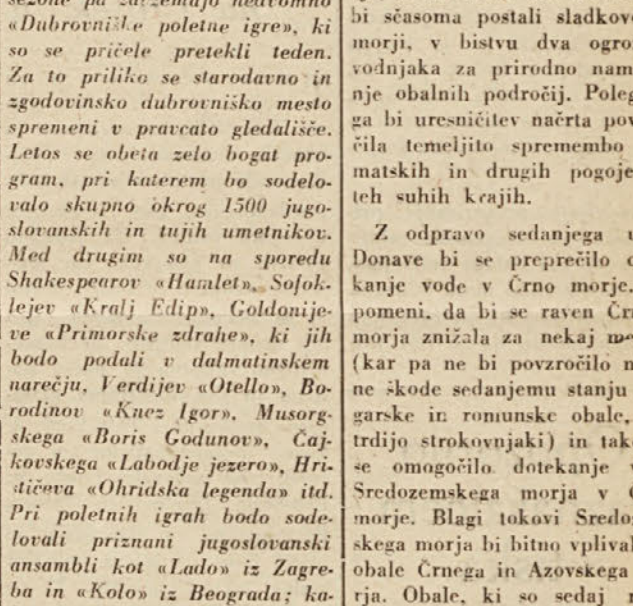 sezone pa zavzemajo nedvomno
«Dubrovniške poletne igre», ki
so se pričele pretekli teden.
Za to priliko se starodavno in
zgodovinsko dubrovniško mesto
spremeni v pravcato gledališče.
Letos se obeta zelo bogat pro-
gram, pri katerem bo sodelo-
valo skupno okrog 1500 jugo-
slovanskih in tujih umetnikov.
Med drugim so na sporedu
Shakespearov «Hamlet», Sofok-
lejev «Kralj Edip», Goldonije-
ve «Primorske zdrahe», ki jih
bodo podali v dalmatinskem
narečju, Verdijev «Otello», Bo-
rodinov «Knez Igor», Musorg-
skega «Boris Godunov», Čaj-
kovskega «Labodje jezero», Hri-
stičeva «Ohridska legenda» itd.
Pri poletnih igrah bodo sode-
lovali priznani jugoslovanski
ansambli kot «Lado» iz Zagre-
ba in «Kolo» iz Beograda; ka-
bi sčasoma postali sladkovo
morji, v bistvu dva ogro
vodnjaka za prirodno nam
nje obalnih področij. Poleg
ga bi uresničitev načrta pov
čila temeljito spremembo
matskih in drugih pogoje
teh suhih krajih.
Z odpravo sedanjega u
Donave bi se preprečilo o
kanje vode v Črno morje.
pomeni, da bi se raven Črn
morja znižala za nekaj me
(kar pa ne bi povzročilo n
ne škode sedanjemu stanju
garske in romunske obale,
trdijo strokovnjaki) in tako
se omogočilo dotekanje v
Sredozemskega morja v Č
morje. Blagi tokovi Sredo
skega morja bi bitno vplival
obale Črnega in Azovskega
rja. Obale, ki so sedaj